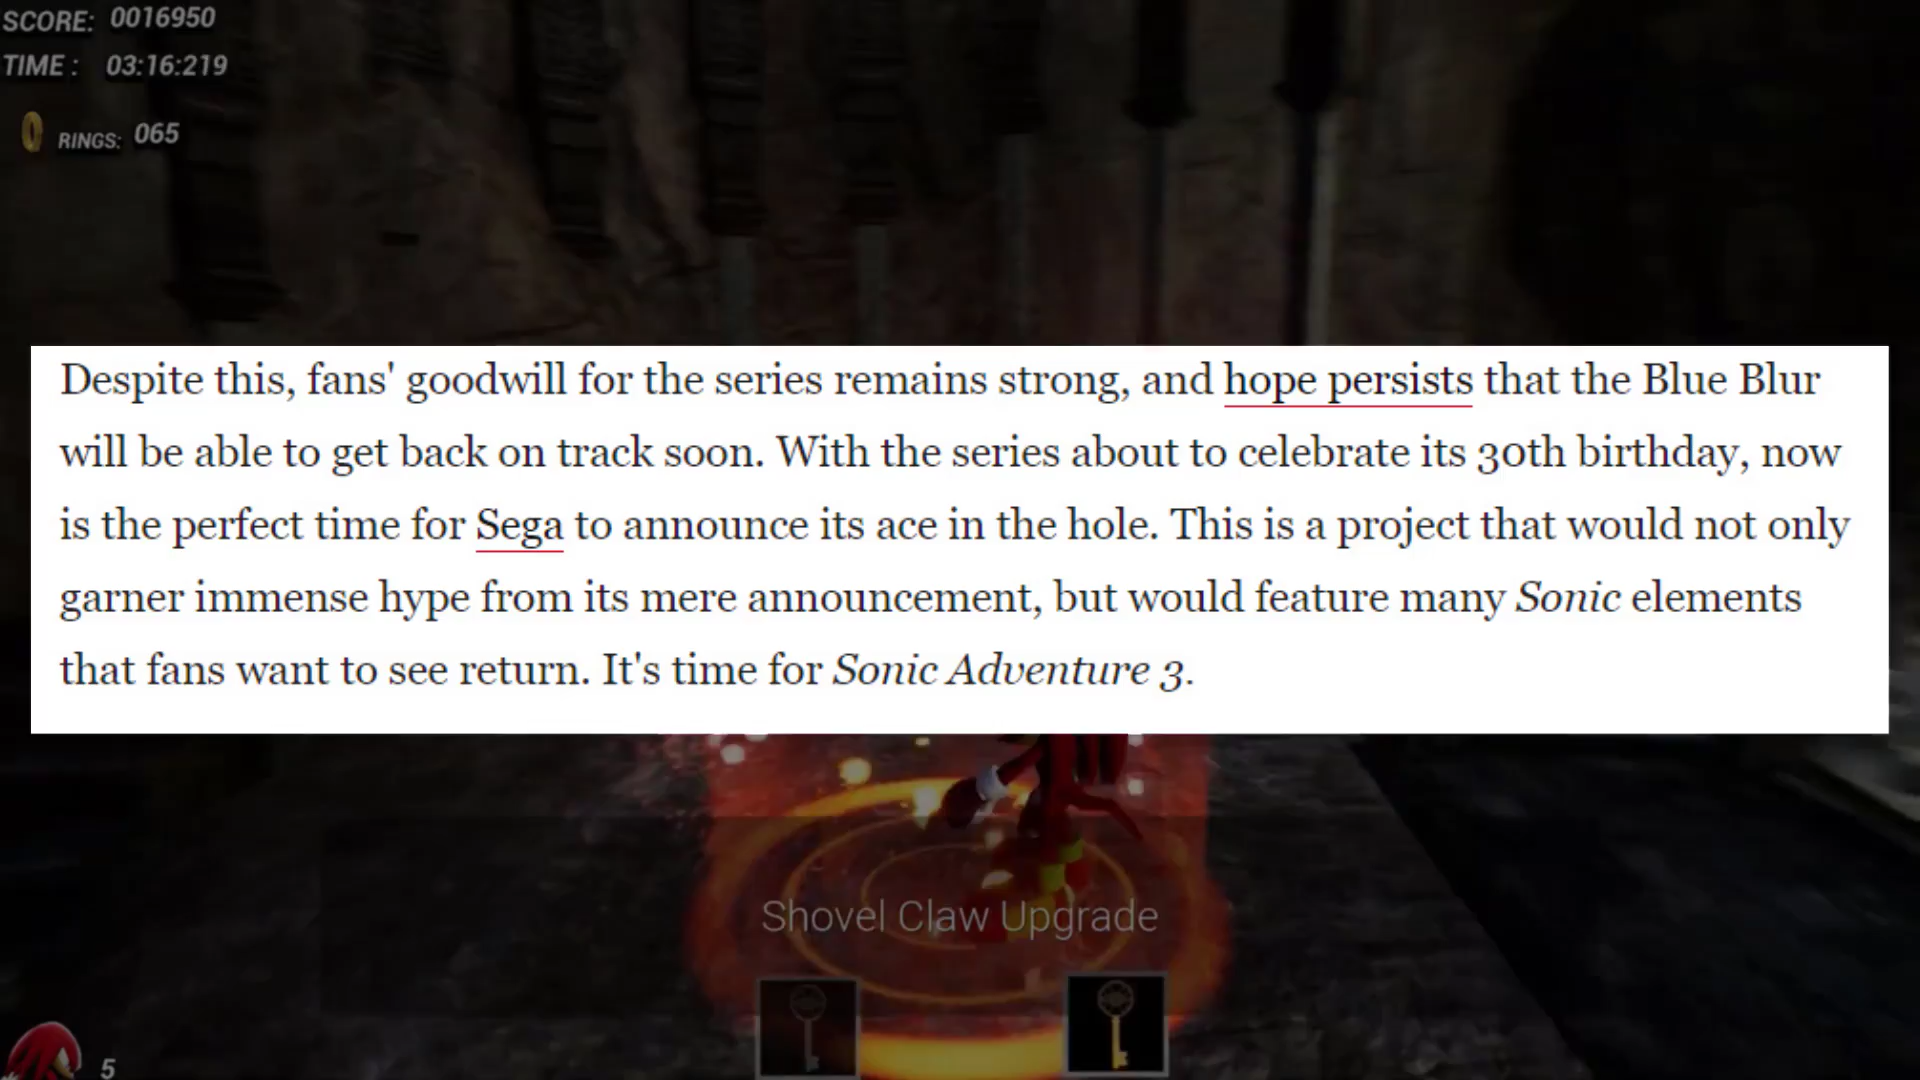 SCORE: 0016950
TIME : 03:16:219
RINGS: 065
Despite this, fans' goodwill for the series remains strong, and hope persists that the Blue Blur
will be able to get back on track soon. With the series about to celebrate its 30th birthday, now
is the perfect time for Sega to announce its ace in the hole. This is a project that would not only
garner immense hype from its mere announcement, but would feature many Sonic elements
that fans want to see return. It's time for Sonic Adventure 3.
Shovel Claw Upgrade
5